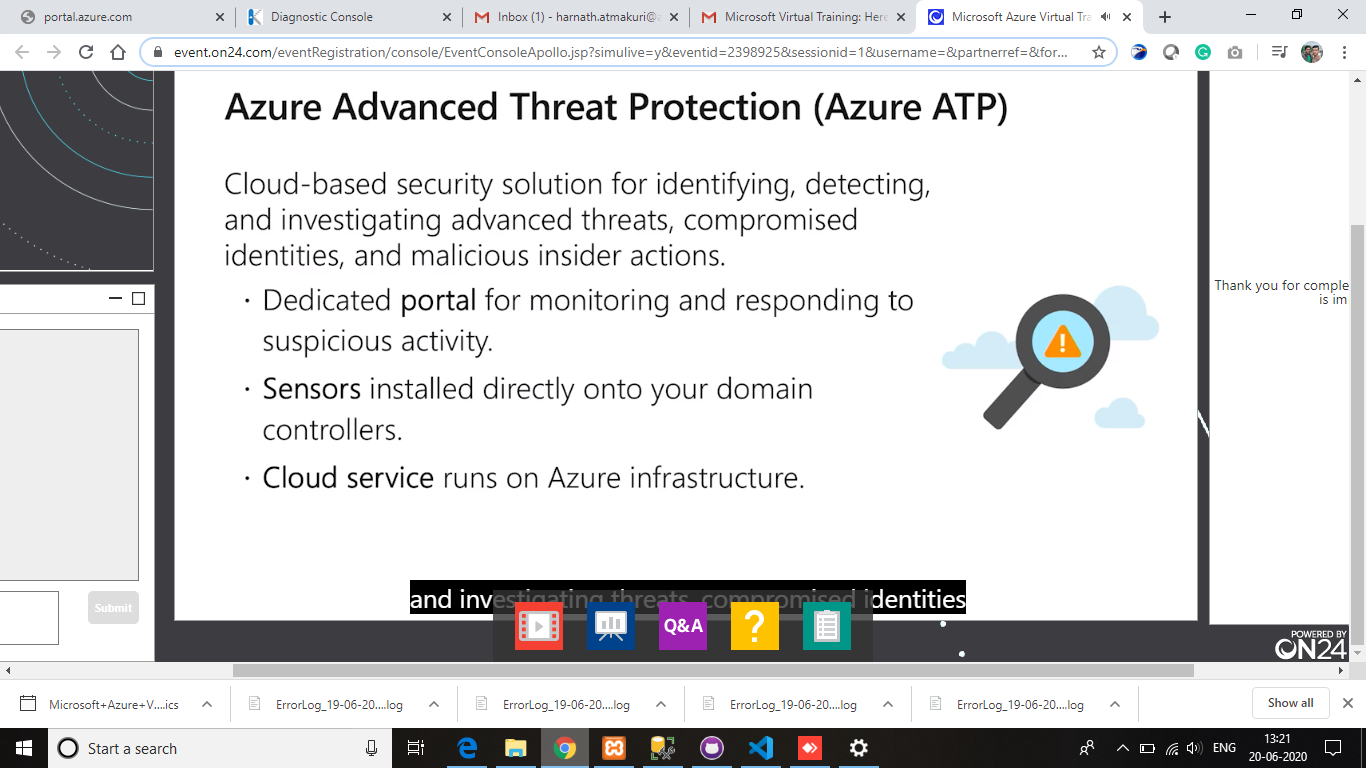 portal.azure.com
Diagnostic Console
Inbox (1) - harnath.atmakuri@
Microsoft Virtual Training: Here
Microsoft Azure Virtual Tra
event.on24.com/eventRegistration/console/EventConsoleApollo.jsp?simulive=y&eventid=2398925&sessionid=1&username=&partnerref=&for...
Azure Advanced Threat Protection (Azure ATP)
Cloud-based security solution for identifying, detecting,
and investigating advanced threats, compromised
identities, and malicious insider actions.
· Dedicated portal for monitoring and responding to
suspicious activity.
· Sensors installed directly onto your domain
controllers.
· Cloud service runs on Azure infrastructure.
Thank you for comple
is im
Submit
and investigating threats, compromised identities
Q&A
?
POWERED BY
ON24
Microsoft+Azure+V....ics
ErrorLog_19-06-20....log
ErrorLog_19-06-20....log
ErrorLog_19-06-20....log
ErrorLog_19-06-20....log
Show all
Start a search
ENG
13:21
20-06-2020